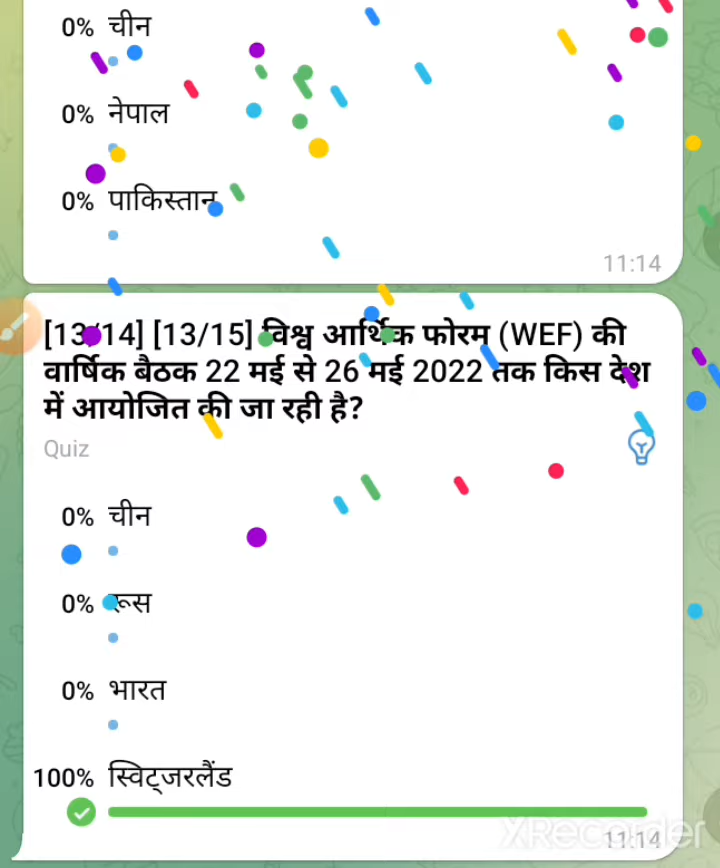 0% चीन
0% नेपाल
0% पाकिस्तान
11:14
[13/14] [13/15] विश्व आर्थिक फोरम (WEF) की
वार्षिक बैठक 22 मई से 26 मई 2022 तक किस देश
में आयोजित की जा रही है?
Quiz
0% चीन
0% रूस
0% भारत
100% स्विट्जरलैंड
XRecorder
11:14